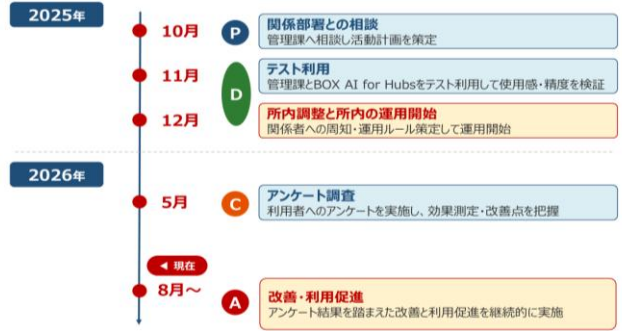 2025年
10月
P
関係部署との相談
管理課へ相談し活動計画を策定
11月
D
テスト利用
管理課とBOX AI for Hubsをテスト利用して使用感・精度を検証
12月
所内調整と所内の運用開始
関係者への周知・運用ルール策定して運用開始
2026年
5月
C
アンケート調査
利用者へのアンケートを実施し、効果測定・改善点を把握
◀ 現在
8月～
A
改善・利用促進
アンケート結果を踏まえた改善と利用促進を継続的に実施